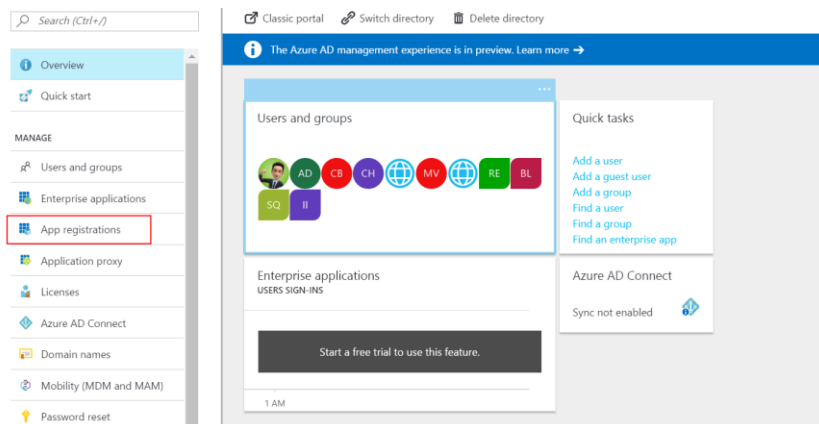 Search (Ctrl+/)
Overview
Quick start
MANAGE
Users and groups
Enterprise applications
App registrations
Application proxy
Licenses
Azure AD Connect
Domain names
Mobility (MDM and MAM)
Password reset
Classic portal
Switch directory
Delete directory
The Azure AD management experience is in preview. Learn more →
Users and groups
AD CB CH MV RE BL
SQ II
Quick tasks
Add a user
Add a guest user
Add a group
Find a user
Find a group
Find an enterprise app
Enterprise applications
USERS SIGN-INS
Start a free trial to use this feature.
1 AM
Azure AD Connect
Sync not enabled